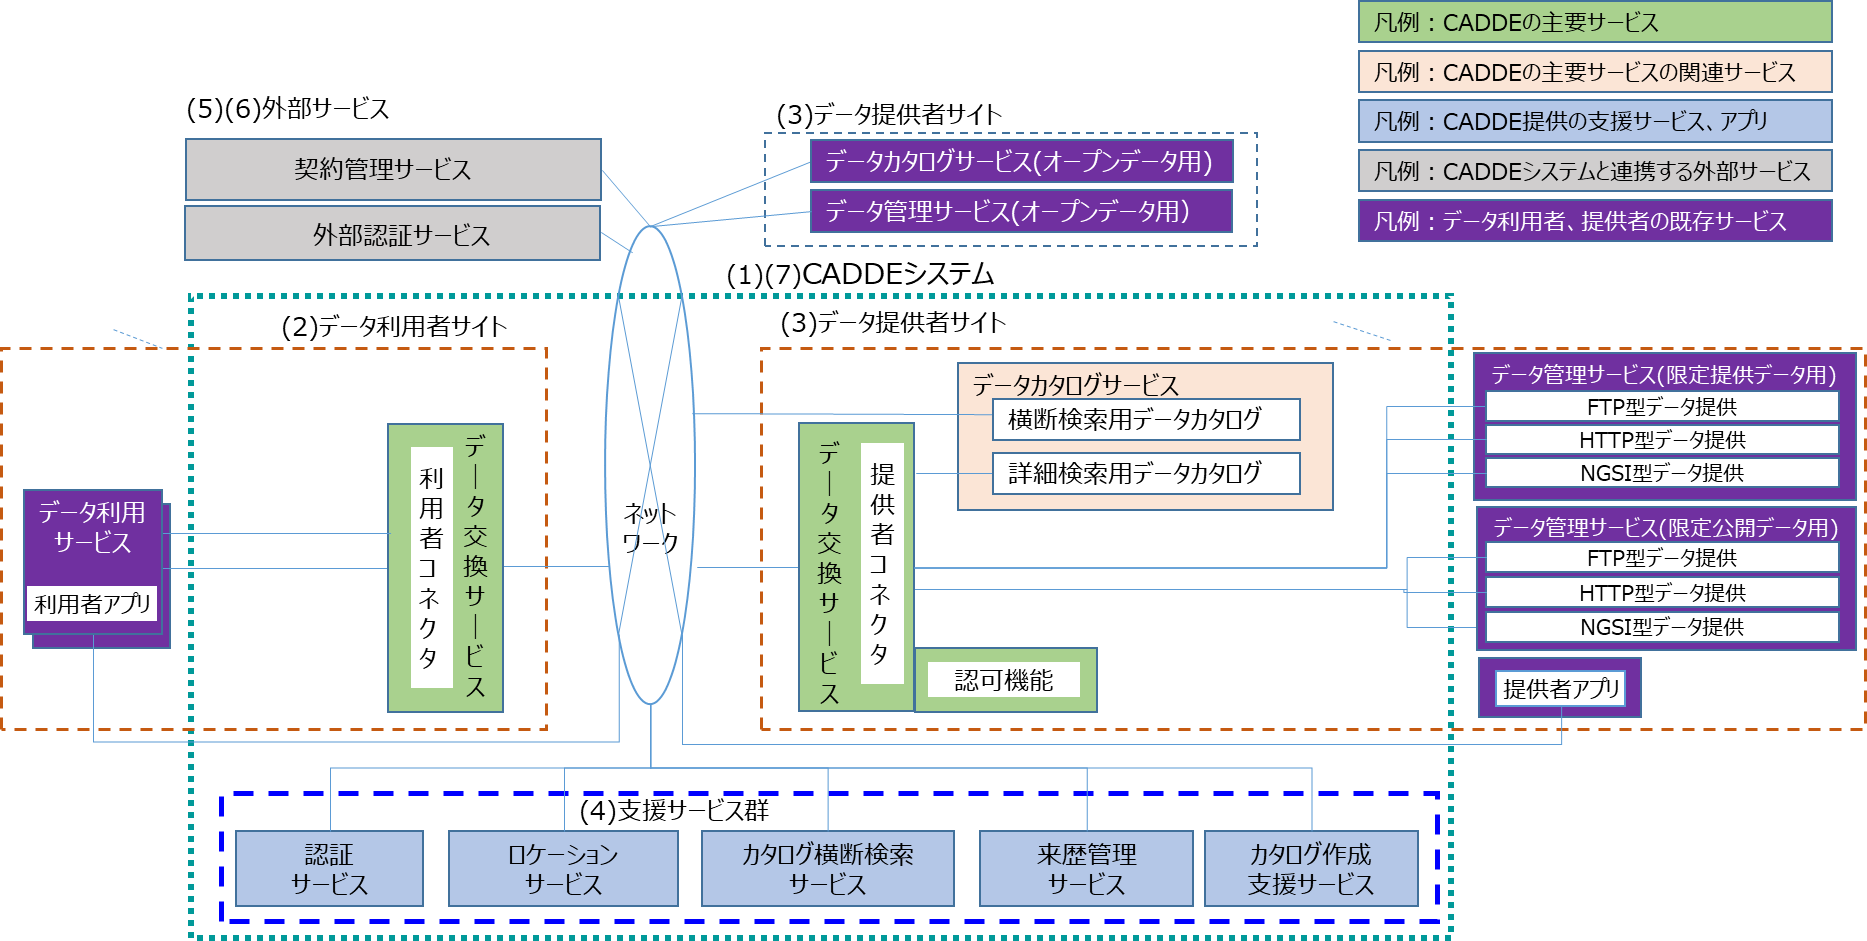 凡例：CADDEの主要サービス
凡例：CADDEの主要サービスの関連サービス
凡例：CADDE提供の支援サービス、アプリ
凡例：CADDEシステムと連携する外部サービス
凡例：データ利用者、提供者の既存サービス
(5)(6)外部サービス
契約管理サービス
外部認証サービス
(3)データ提供者サイト
データカタログサービス(オープンデータ用)
データ管理サービス(オープンデータ用）
(1)(7)CADDEシステム
(2)データ利用者サイト
データ利用
サービス
利用者アプリ
利用者コネクタ
データ交換サービス
ネット
ワーク
(3)データ提供者サイト
データカタログサービス
横断検索用データカタログ
詳細検索用データカタログ
データ交換サービス
提供者コネクタ
認可機能
データ管理サービス(限定提供データ用)
FTP型データ提供
HTTP型データ提供
NGSI型データ提供
データ管理サービス(限定公開データ用)
FTP型データ提供
HTTP型データ提供
NGSI型データ提供
提供者アプリ
(4)支援サービス群
認証
サービス
ロケーション
サービス
カタログ横断検索
サービス
来歴管理
サービス
カタログ作成
支援サービス